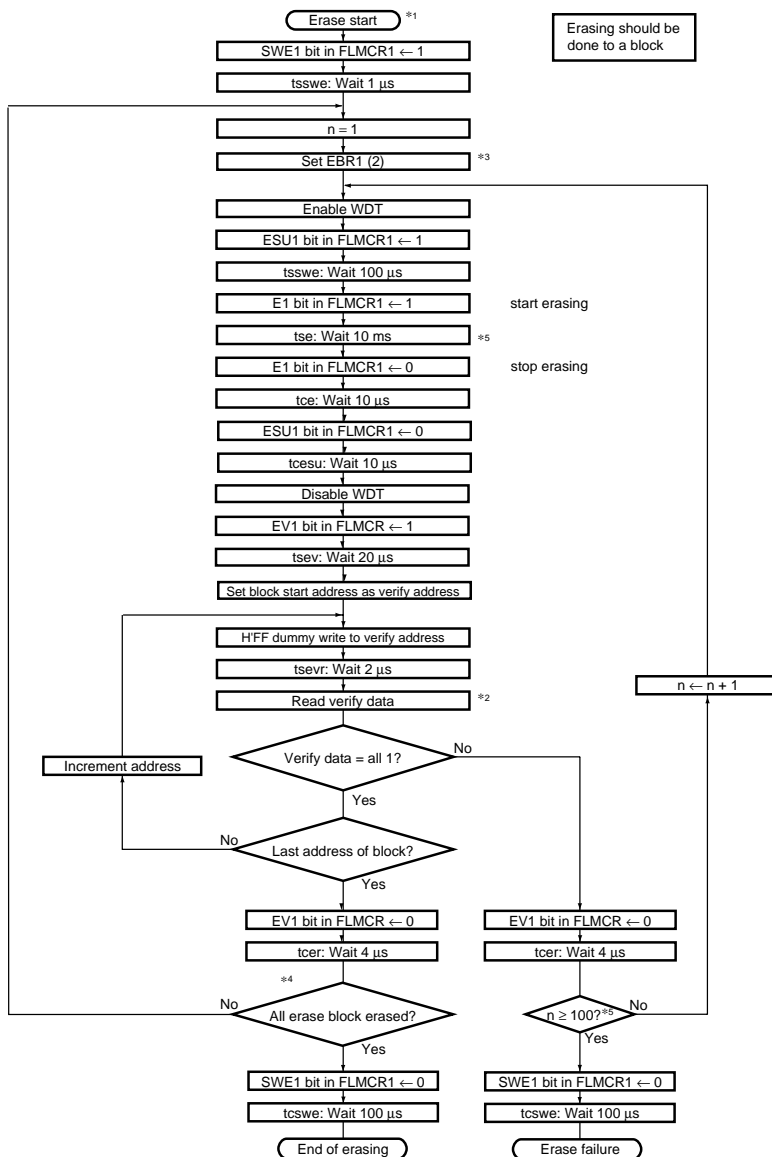 Erase start
*1
Erasing should be
done to a block
SWE1 bit in FLMCR1 ← 1
tsswe: Wait 1 μs
n = 1
Set EBR1 (2)
*3
Enable WDT
ESU1 bit in FLMCR1 ← 1
tsswe: Wait 100 μs
E1 bit in FLMCR1 ← 1
start erasing
tse: Wait 10 ms
*5
E1 bit in FLMCR1 ← 0
stop erasing
tce: Wait 10 μs
ESU1 bit in FLMCR1 ← 0
tcesu: Wait 10 μs
Disable WDT
EV1 bit in FLMCR ← 1
tsev: Wait 20 μs
Set block start address as verify address
H'FF dummy write to verify address
tsevr: Wait 2 μs
n ← n + 1
Read verify data
*2
Verify data = all 1?
No
Increment address
Yes
No
Last address of block?
Yes
EV1 bit in FLMCR ← 0
EV1 bit in FLMCR ← 0
tcer: Wait 4 μs
tcer: Wait 4 μs
*4
No
All erase block erased?
n ≥ 100?*5
No
Yes
Yes
SWE1 bit in FLMCR1 ← 0
SWE1 bit in FLMCR1 ← 0
tcswe: Wait 100 μs
tcswe: Wait 100 μs
End of erasing
Erase failure